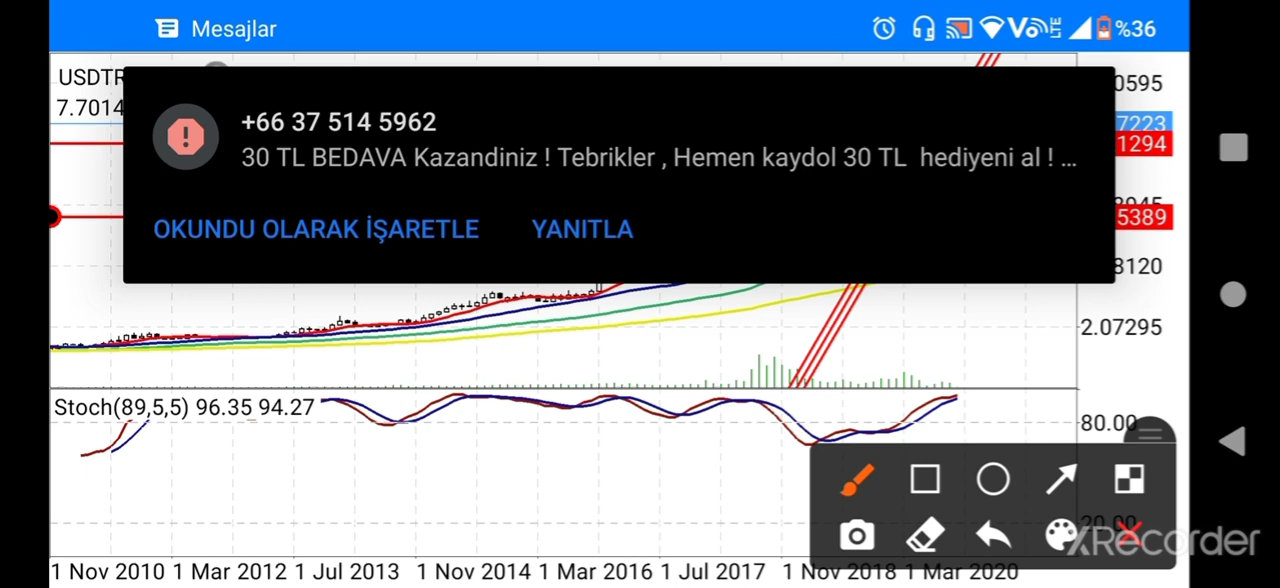 Mesajlar
%36
USDTR
7.7014
+66 37 514 5962
30 TL BEDAVA Kazandiniz ! Tebrikler , Hemen kaydol 30 TL hediyeni al ! ...
OKUNDU OLARAK İŞARETLE YANITLA
0595
7223
1294
5389
8120
2.07295
Stoch(89,5,5) 96.35 94.27
80.00
20.00
XRecorder
1 Nov 2010 1 Mar 2012 1 Jul 2013 1 Nov 2014 1 Mar 2016 1 Jul 2017 1 Nov 2018 1 Mar 2020